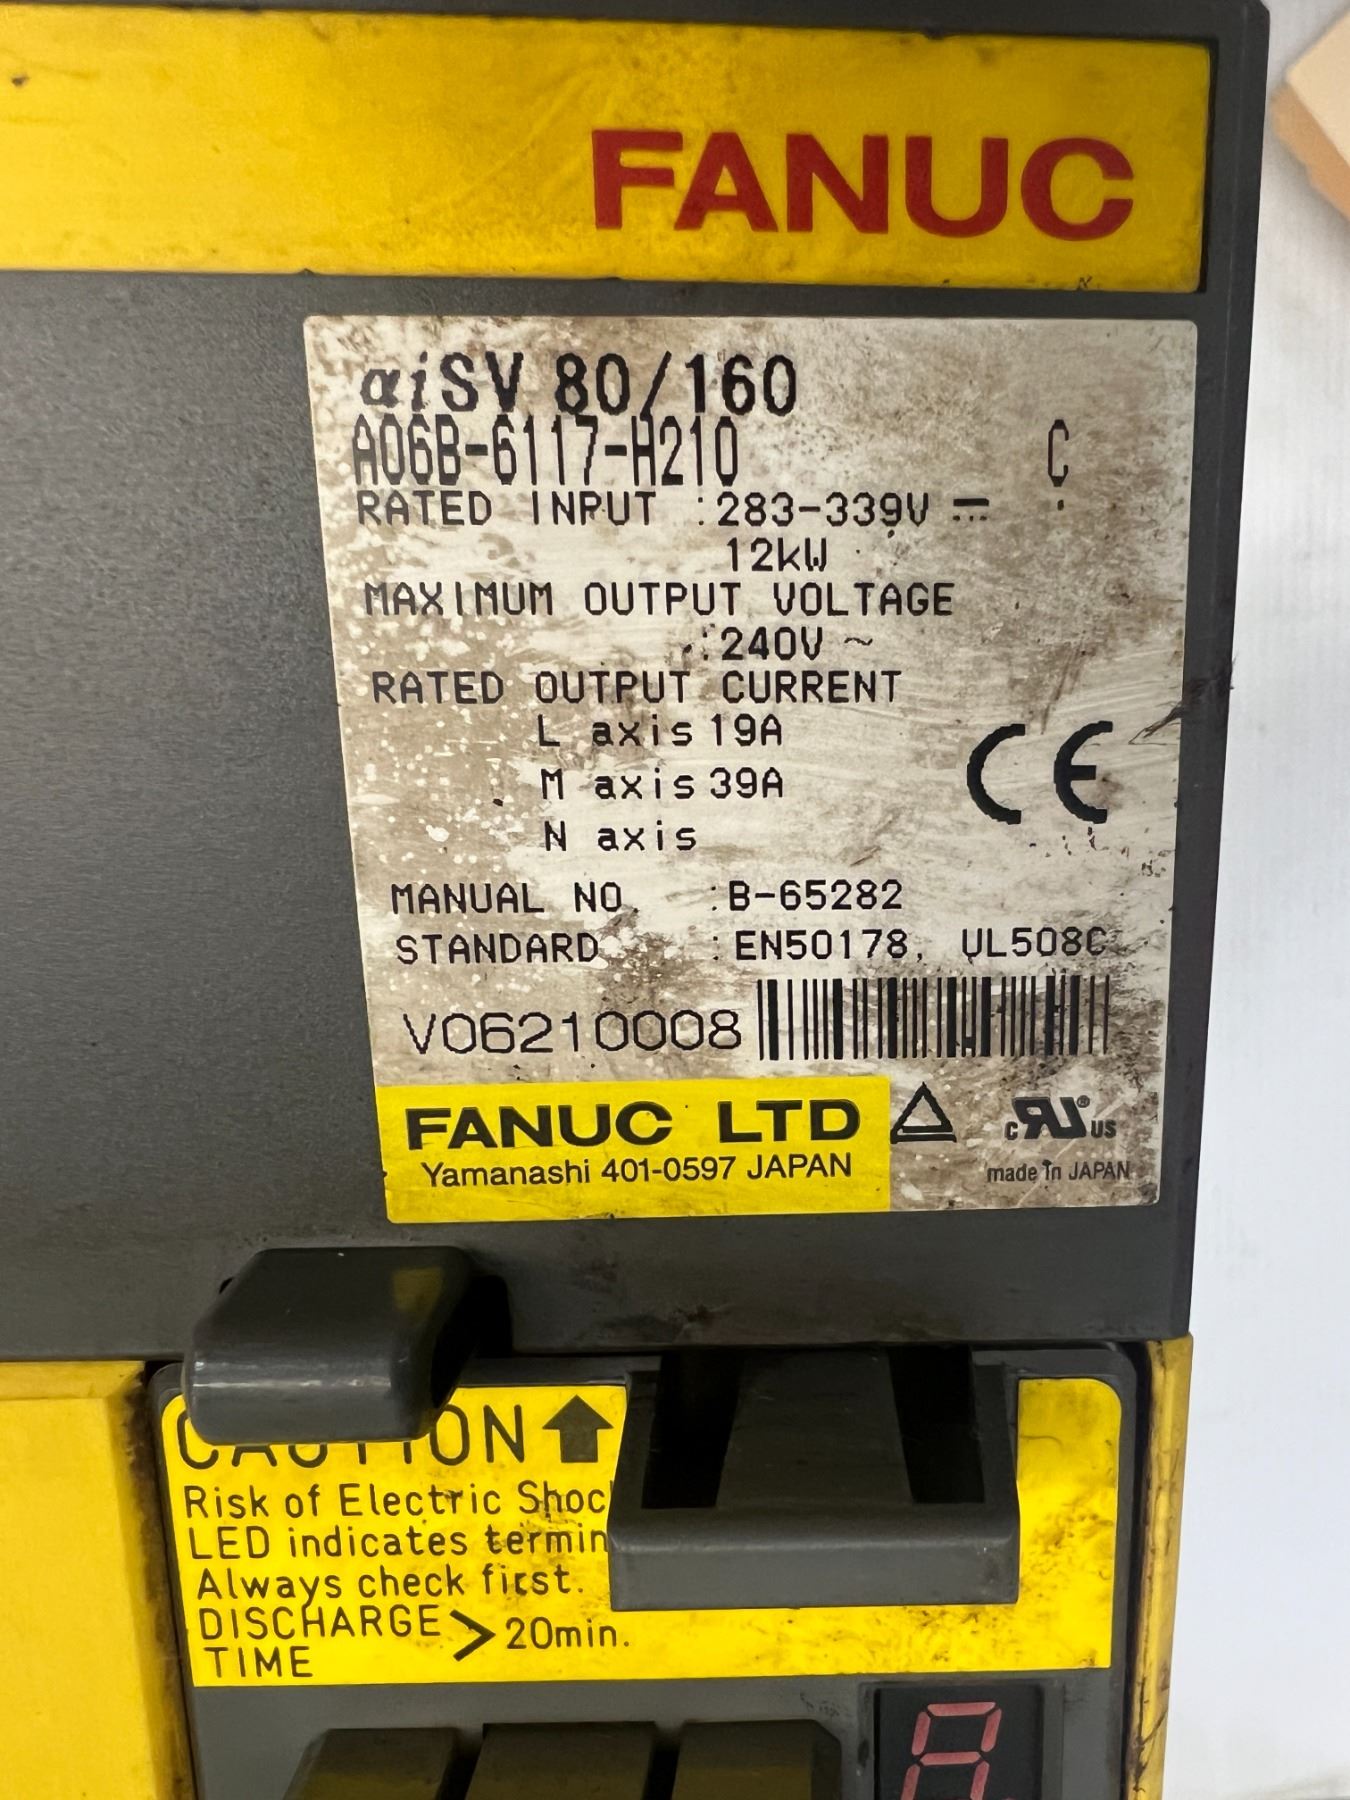 FANUC
αiSV 80/160
A06B-6117-H210 C
RATED INPUT :283-339V ⎓
12kW
MAXIMUM OUTPUT VOLTAGE
:240V ~
RATED OUTPUT CURRENT
L axis 19A
M axis 39A
N axis
CE
MANUAL NO. :B-65282
STANDARD :EN50178, UL508C
V06210008
FANUC LTD
Yamanashi 401-0597 JAPAN
c RU ® US
made in JAPAN
CAUTION
Risk of Electric
LED indicates
Always check first.
DISCHARGE
TIME > 20min.